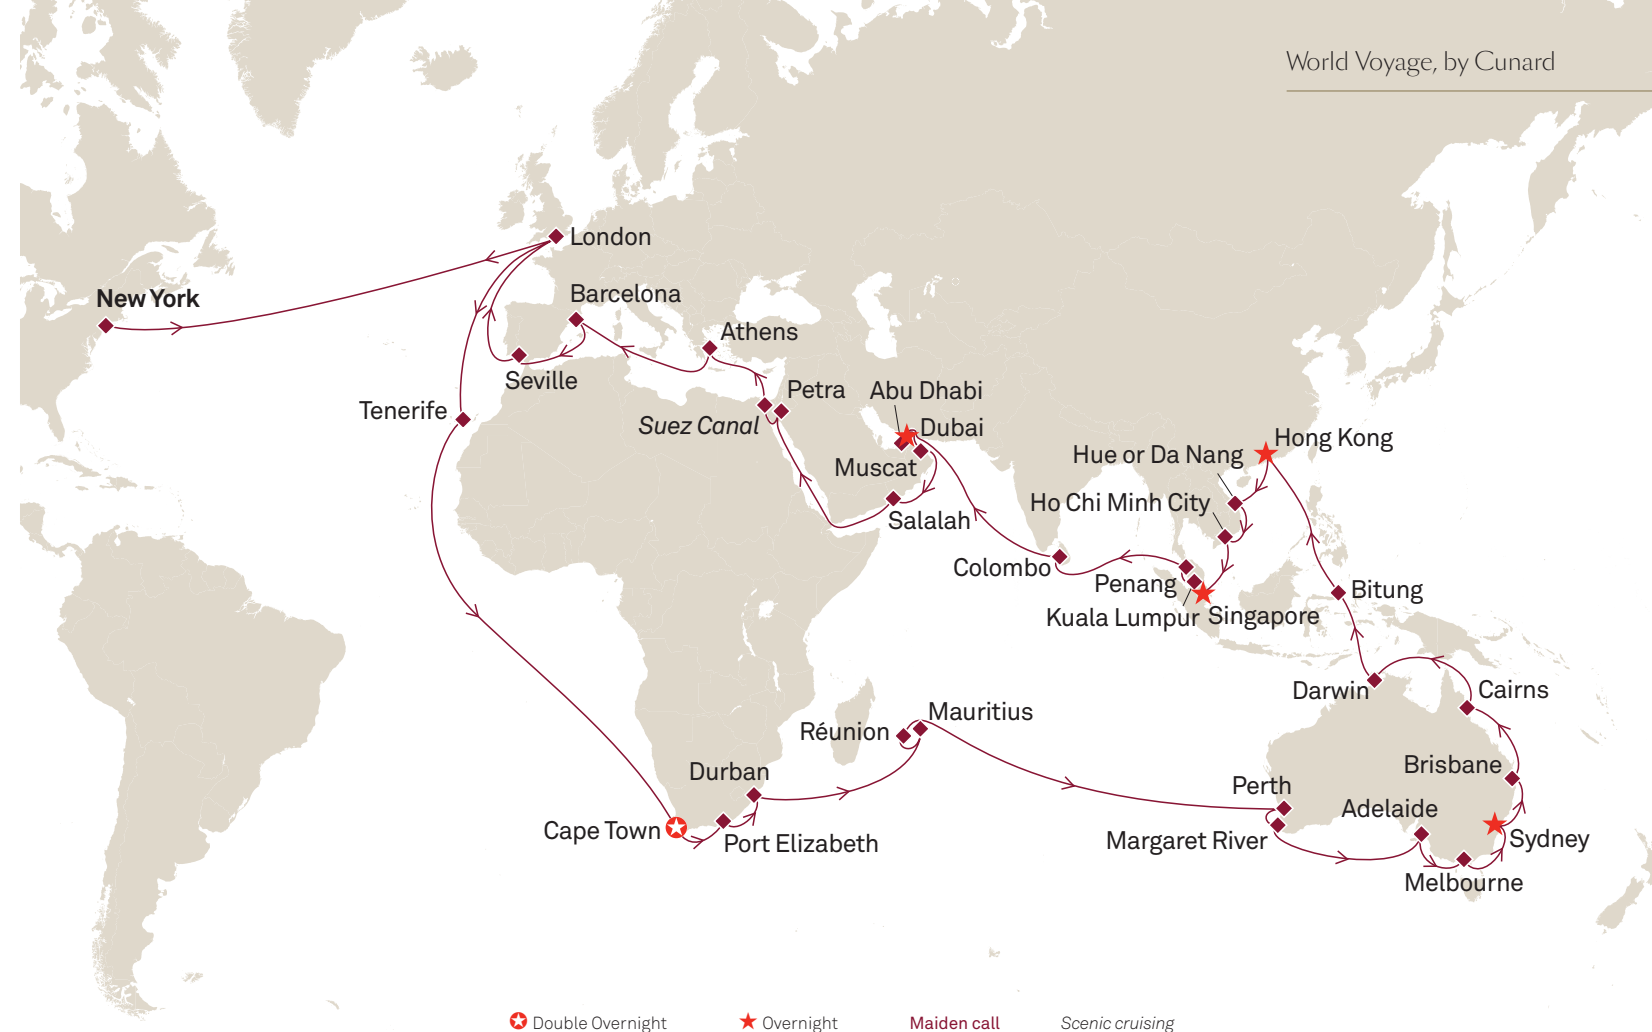 World Voyage, by Cunard
London
New York
Barcelona
Athens
Seville
Petra
Abu Dhabi
Tenerife
Suez Canal
Dubai
Hong Kong
Hue or Da Nang
Muscat
Ho Chi Minh City
Salalah
Colombo
Penang
Bitung
Kuala Lumpur
Singapore
Darwin
Cairns
Réunion
Mauritius
Durban
Brisbane
Perth
Adelaide
Cape Town
Port Elizabeth
Margaret River
Sydney
Melbourne
Double Overnight
Overnight
Maiden call
Scenic cruising